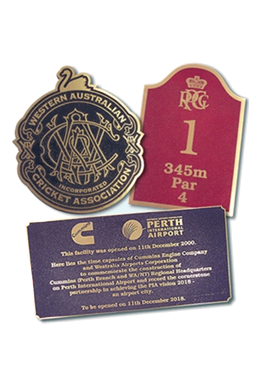 WESTERN AUSTRALIAN
INCORPORATED
CRICKET ASSOCIATION
1
345m
Par
4
PERTH
INTERNATIONAL
AIRPORT
This facility was opened on 11th December 2000.
Here lies the time capsules of Cummins Engine Company
and Westralia Airports Corporation
to commemorate the construction of
Cummins (Perth Branch and WA/NT) Regional Headquarters
on Perth International Airport and record the cornerstone
partnership in achieving the PIA vision 2018 -
an airport city.
To be opened on 11th December 2018.